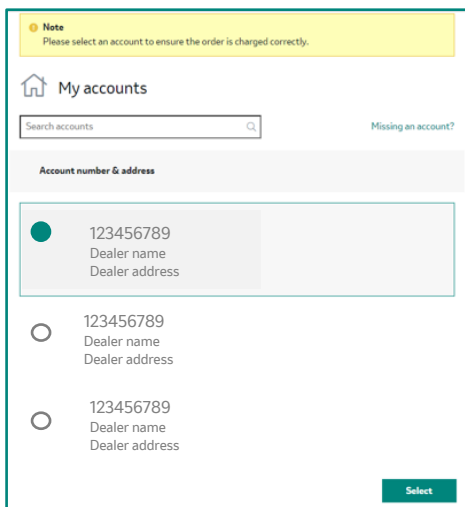 Note
Please select an account to ensure the order is charged correctly.
My accounts
Search accounts
Missing an account?
Account number & address
123456789
Dealer name
Dealer address
123456789
Dealer name
Dealer address
123456789
Dealer name
Dealer address
Select